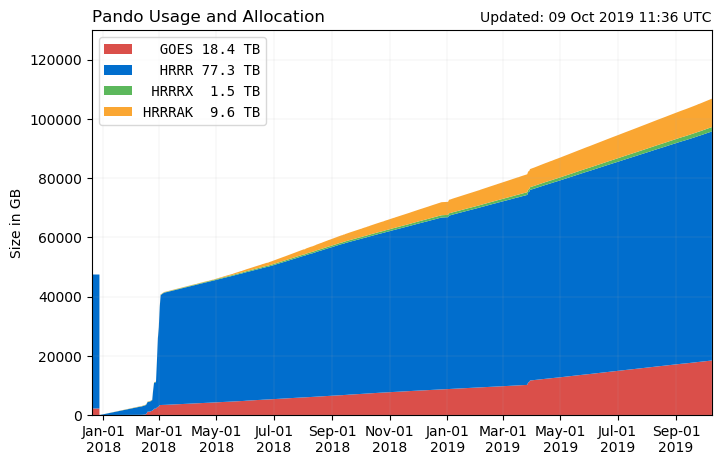 Pando Usage and Allocation
Updated: 09 Oct 2019 11:36 UTC
GOES 18.4 TB
HRRR 77.3 TB
HRRRX 1.5 TB
HRRRAK 9.6 TB
Size in GB
120000
100000
80000
60000
40000
20000
0
Jan-01 Mar-01 May-01 Jul-01 Sep-01 Nov-01 Jan-01 Mar-01 May-01 Jul-01 Sep-01
2018 2018 2018 2018 2018 2018 2019 2019 2019 2019 2019